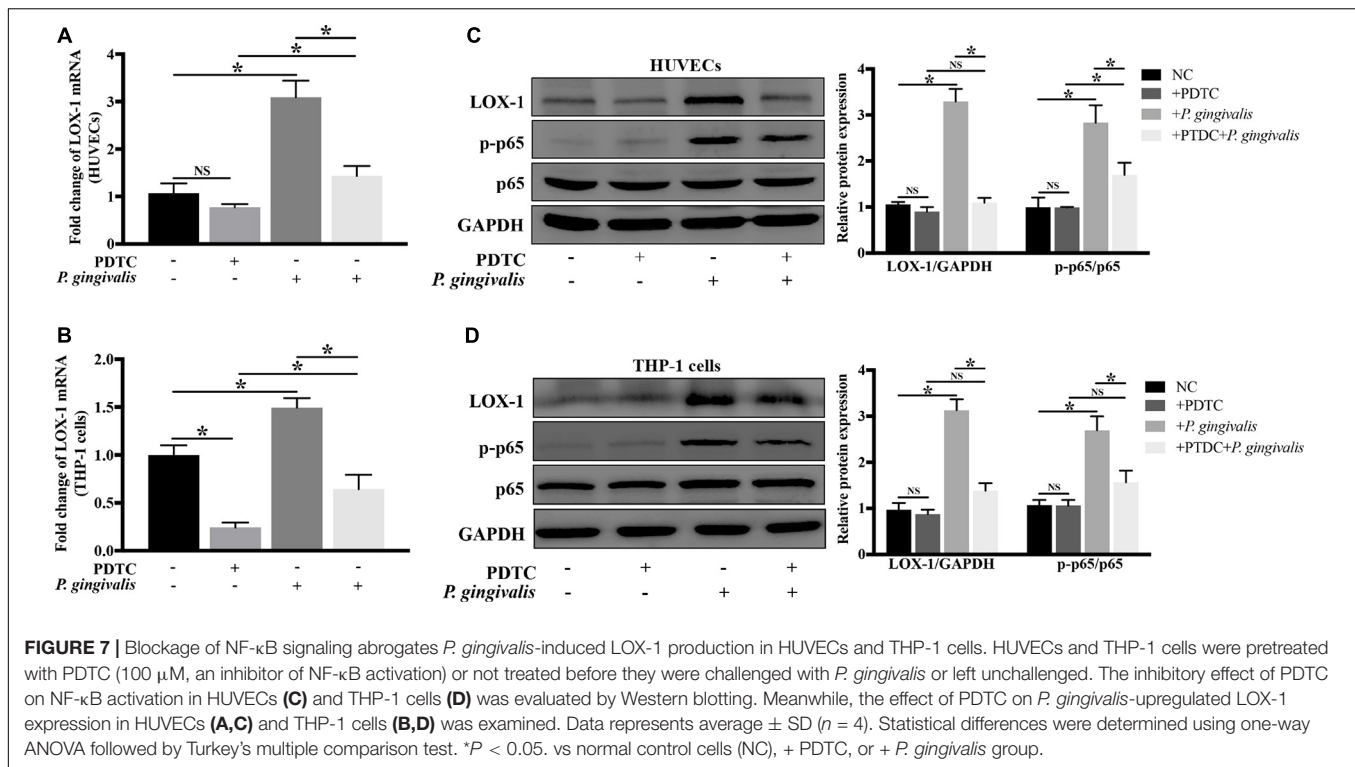 A
Fold change of LOX-1 mRNA
(HUVECs)
4
3
2
1
0
NS
*
*
*
PDTC - + - +
P. gingivalis - - + +
C
HUVECs
LOX-1
p-p65
p65
GAPDH
PDTC - + - +
P. gingivalis - - + +
Relative protein expression
4
3
2
1
0
NS
*
NS
*
NS
*
*
*
LOX-1/GAPDH p-p65/p65
NC
+PDTC
+P. gingivalis
+PTDC+P. gingivalis
B
Fold change of LOX-1 mRNA
(THP-1 cells)
2.0
1.5
1.0
0.5
0.0
*
*
*
*
PDTC - + - +
P. gingivalis - - + +
D
THP-1 cells
LOX-1
p-p65
p65
GAPDH
PDTC - + - +
P. gingivalis - - + +
Relative protein expression
4
3
2
1
0
NS
*
NS
*
NS
*
NS
*
LOX-1/GAPDH p-p65/p65
NC
+PDTC
+P. gingivalis
+PTDC+P. gingivalis
FIGURE 7 | Blockage of NF-κB signaling abrogates P. gingivalis-induced LOX-1 production in HUVECs and THP-1 cells. HUVECs and THP-1 cells were pretreated
with PDTC (100 μM, an inhibitor of NF-κB activation) or not treated before they were challenged with P. gingivalis or left unchallenged. The inhibitory effect of PDTC
on NF-κB activation in HUVECs (C) and THP-1 cells (D) was evaluated by Western blotting. Meanwhile, the effect of PDTC on P. gingivalis-upregulated LOX-1
expression in HUVECs (A,C) and THP-1 cells (B,D) was examined. Data represents average ± SD (n = 4). Statistical differences were determined using one-way
ANOVA followed by Turkey's multiple comparison test. *P < 0.05. vs normal control cells (NC), + PDTC, or + P. gingivalis group.